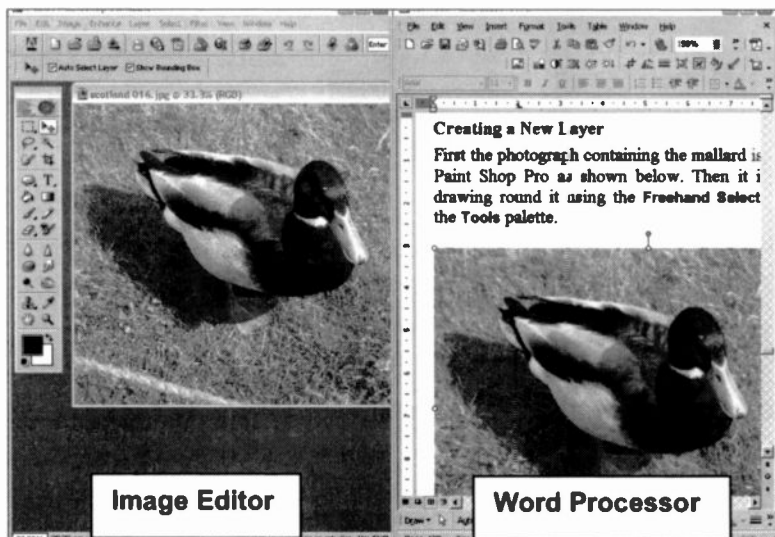 File Edit Image Enhance Layer Select Filter View Window Help
Enter
Auto Select Layer Show Bounding Box
scotland 016.jpg @ 33.3% (RGB)
Image Editor
File Edit View Insert Format Tools Table Window Help
Creating a New Layer
First the photograph containing the mallard is
Paint Shop Pro as shown below. Then it i
drawing round it using the Freehand Select
the Tools palette.
Draw
Word Processor